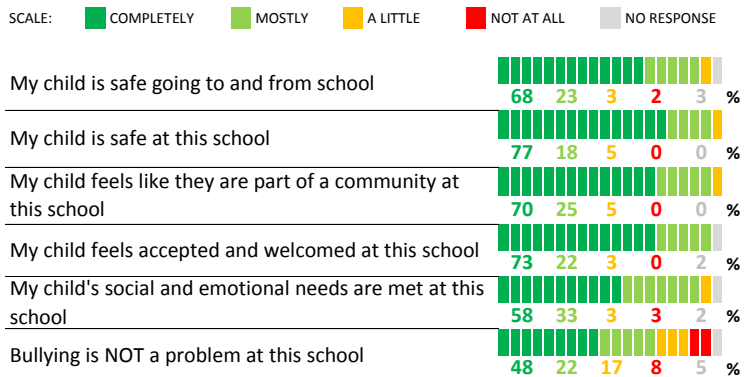 SCALE: COMPLETELY MOSTLY A LITTLE NOT AT ALL NO RESPONSE
My child is safe going to and from school
68 23 3 2 3 %
My child is safe at this school
77 18 5 0 0 %
My child feels like they are part of a community at
this school
70 25 5 0 0 %
My child feels accepted and welcomed at this school
73 22 3 0 2 %
My child's social and emotional needs are met at this
school
58 33 3 3 2 %
Bullying is NOT a problem at this school
48 22 17 8 5 %